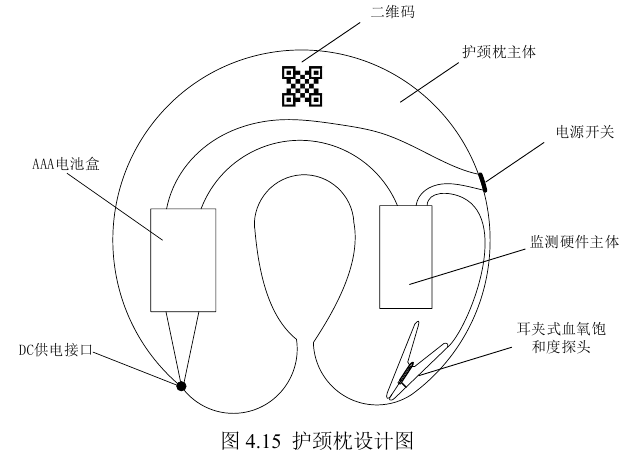 二维码
护颈枕主体
电源开关
AAA电池盒
监测硬件主体
耳夹式血氧饱
和度探头
DC供电接口
图 4.15 护颈枕设计图